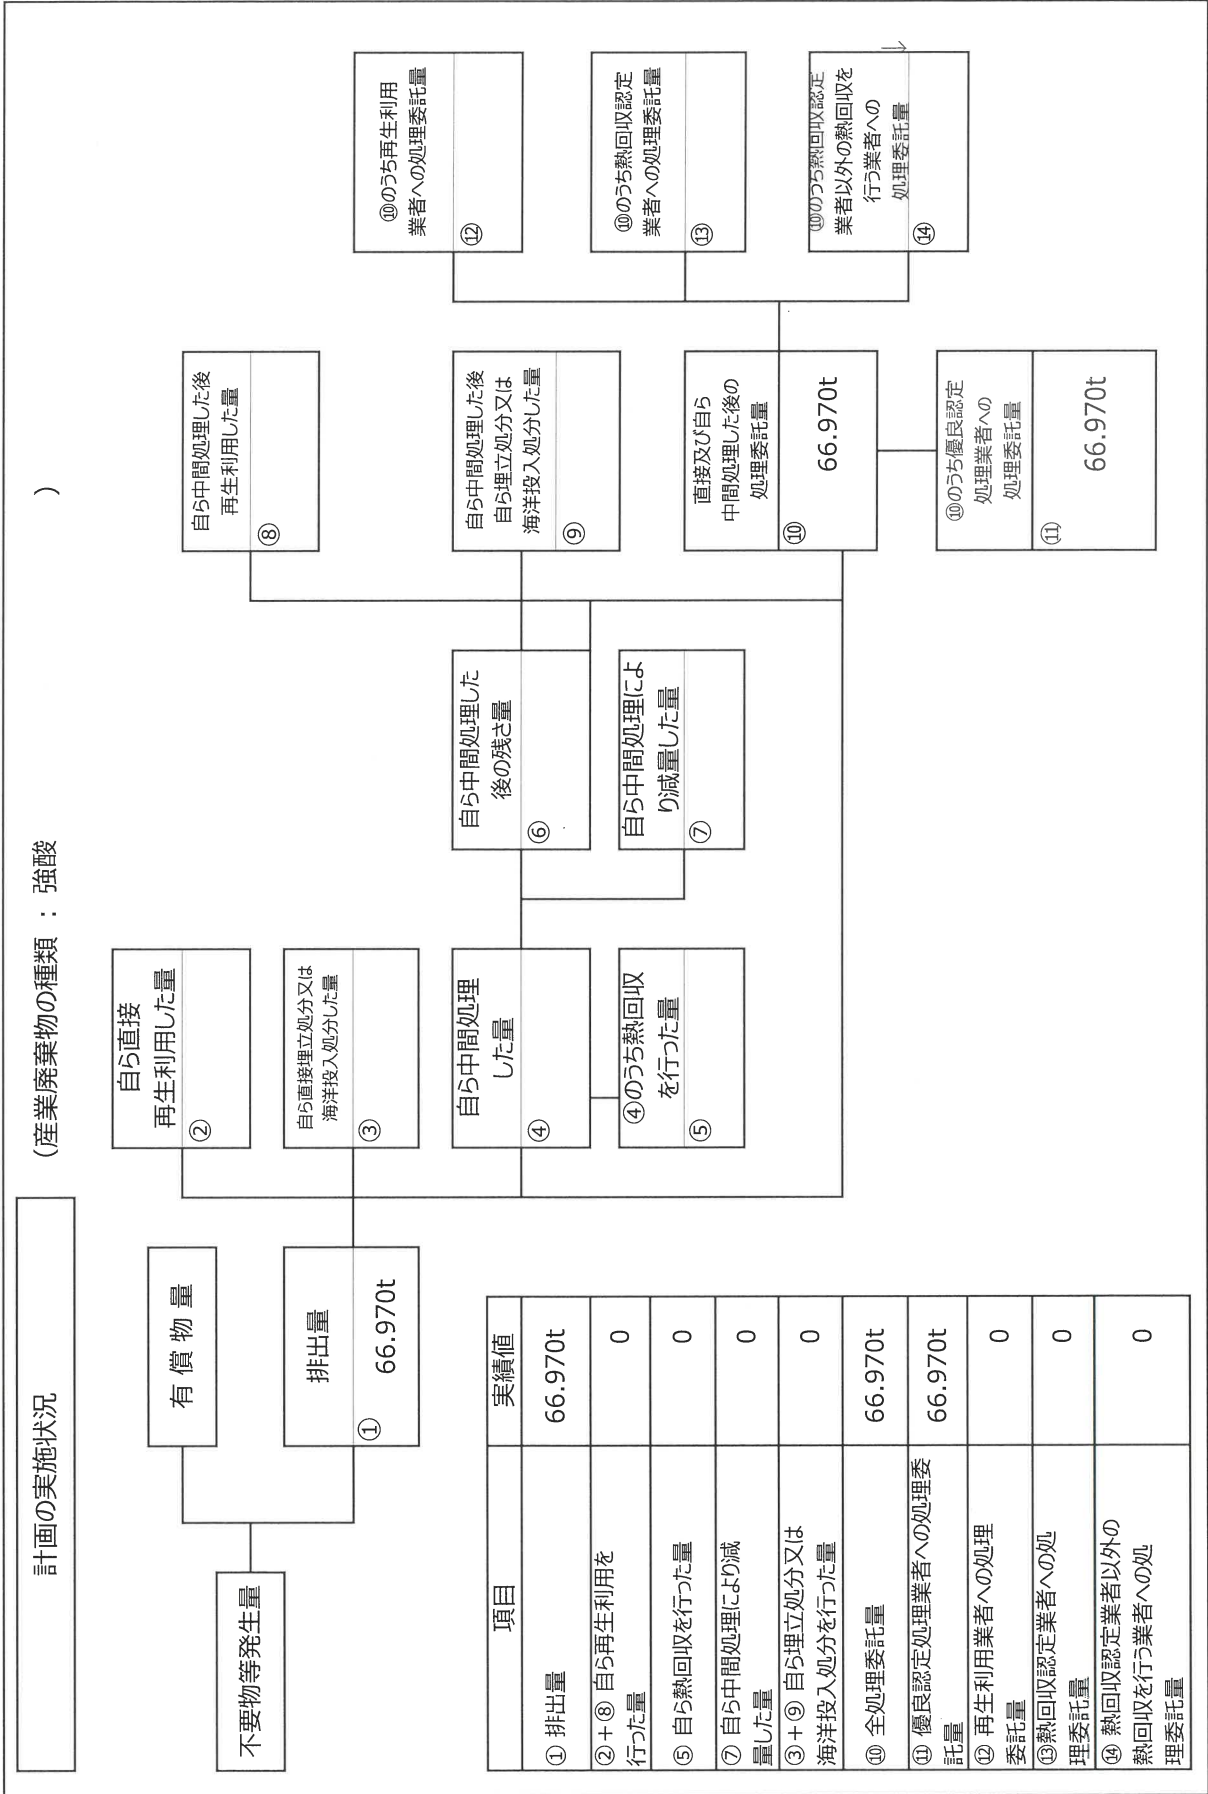 計画の実施状況
（産業廃棄物の種類 ： 強酸 ）
不要物等発生量
有 償 物 量
排出量
① 66.970t
自ら直接
再生利用した量
②
自ら直接埋立処分又は
海洋投入処分した量
③
自ら中間処理
した量
④
④のうち熱回収
を行った量
⑤
自ら中間処理した
後の残さ量
⑥
自ら中間処理によ
り減量した量
⑦
自ら中間処理した後
再生利用した量
⑧
自ら中間処理した後
自ら埋立処分又は
海洋投入処分した量
⑨
直接及び自ら
中間処理した後の
処理委託量
⑩ 66.970t
⑩のうち優良認定
処理業者への
処理委託量
⑪ 66.970t
⑩のうち再生利用
業者への処理委託量
⑫
⑩のうち熱回収認定
業者への処理委託量
⑬
⑩のうち熱回収認定
業者以外の熱回収を
行う業者への
処理委託量
⑭
項目 実績値
① 排出量 66.970t
②＋⑧ 自ら再生利用を
行った量 0
⑤ 自ら熱回収を行った量 0
⑦ 自ら中間処理により減
量した量 0
③＋⑨ 自ら埋立処分又は
海洋投入処分を行った量 0
⑩ 全処理委託量 66.970t
⑪ 優良認定処理業者への処理委
託量 66.970t
⑫ 再生利用業者への処理
委託量 0
⑬熱回収認定業者への処
理委託量 0
⑭ 熱回収認定業者以外の
熱回収を行う業者への処
理委託量 0